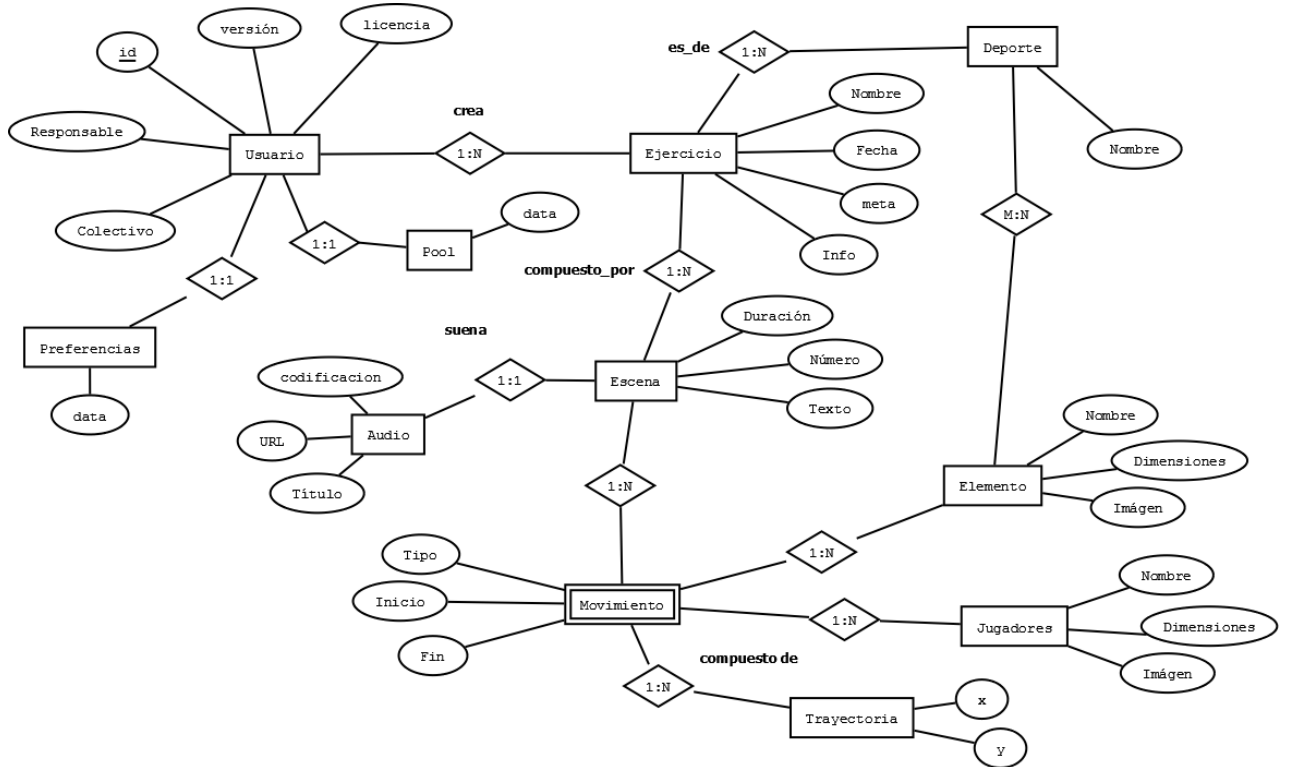 licencia
versión
es_de
1:N
Deporte
id
Nombre
crea
Responsable
Usuario
1:N
Ejercicio
Fecha
Nombre
meta
data
M:N
Colectivo
1:1
Pool
Info
compuesto_por
1:N
1:1
Duración
suena
Preferencias
Número
codificacion
1:1
Escena
Texto
data
Nombre
URL
Audio
Dimensiones
Título
1:N
Elemento
Imágen
Tipo
1:N
Nombre
Inicio
Movimiento
1:N
Jugadores
Dimensiones
Fin
compuesto de
Imágen
1:N
x
Trayectoria
y